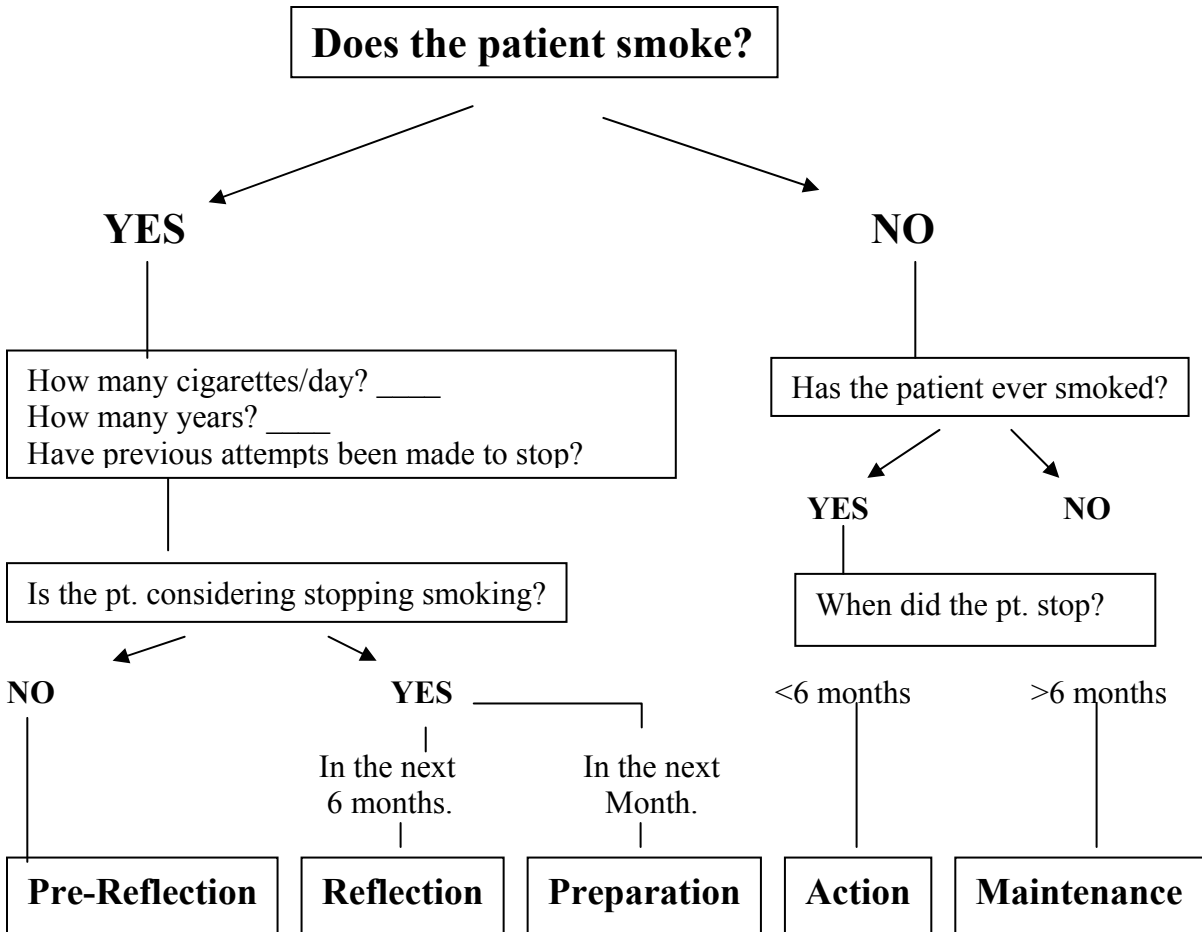 Does the patient smoke?
YES
NO
How many cigarettes/day? ____
How many years? ____
Have previous attempts been made to stop?
Has the patient ever smoked?
YES
NO
Is the pt. considering stopping smoking?
When did the pt. stop?
NO
YES
<6 months
>6 months
In the next
6 months.
In the next
Month.
Pre-Reflection
Reflection
Preparation
Action
Maintenance